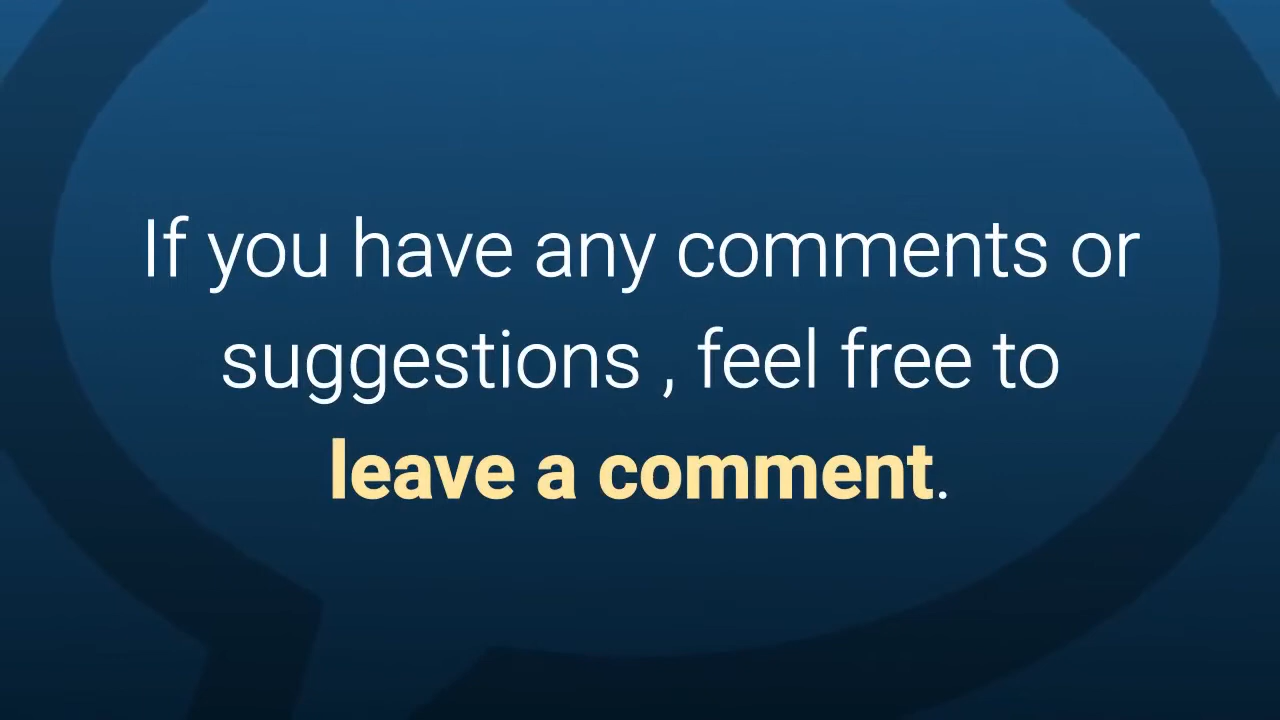 If you have any comments or
suggestions , feel free to
leave a comment.